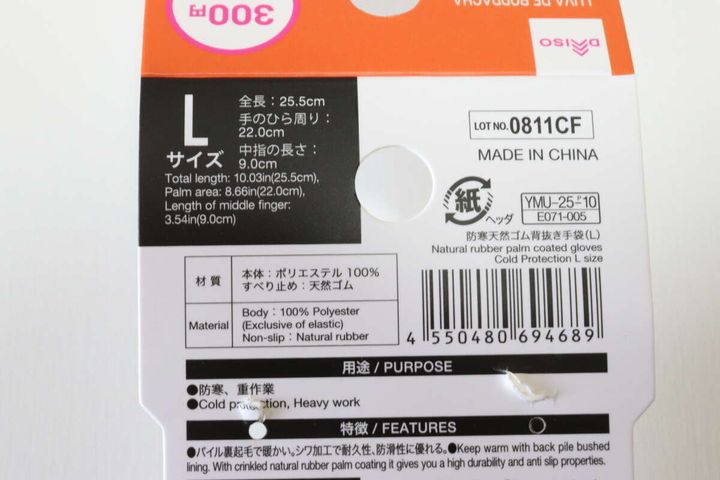 300円
LUVA DE BORRACHA
DAISO
L
サイズ
全長：25.5cm
手のひら周り：
22.0cm
中指の長さ：
9.0cm
Total length: 10.03in(25.5cm),
Palm area: 8.66in(22.0cm),
Length of middle finger:
3.54in(9.0cm)
LOT NO. 0811CF
MADE IN CHINA
紙
ヘッダ
YMU-25-ア10
E071-005
防寒天然ゴム背抜き手袋(L)
Natural rubber palm coated gloves
Cold Protection L size
4 550480 694689
材 質
本体：ポリエステル 100%
すべり止め：天然ゴム
Material
Body：100% Polyester
(Exclusive of elastic)
Non-slip：Natural rubber
用途 / PURPOSE
●防寒、重作業
●Cold protection, Heavy work
特徴 / FEATURES
●パイル裏起毛で暖かい。シワ加工で耐久性、防滑性に優れる。●Keep warm with back pile bushed
lining. With crinkled natural rubber palm coating it gives you a high durability and anti slip properties.